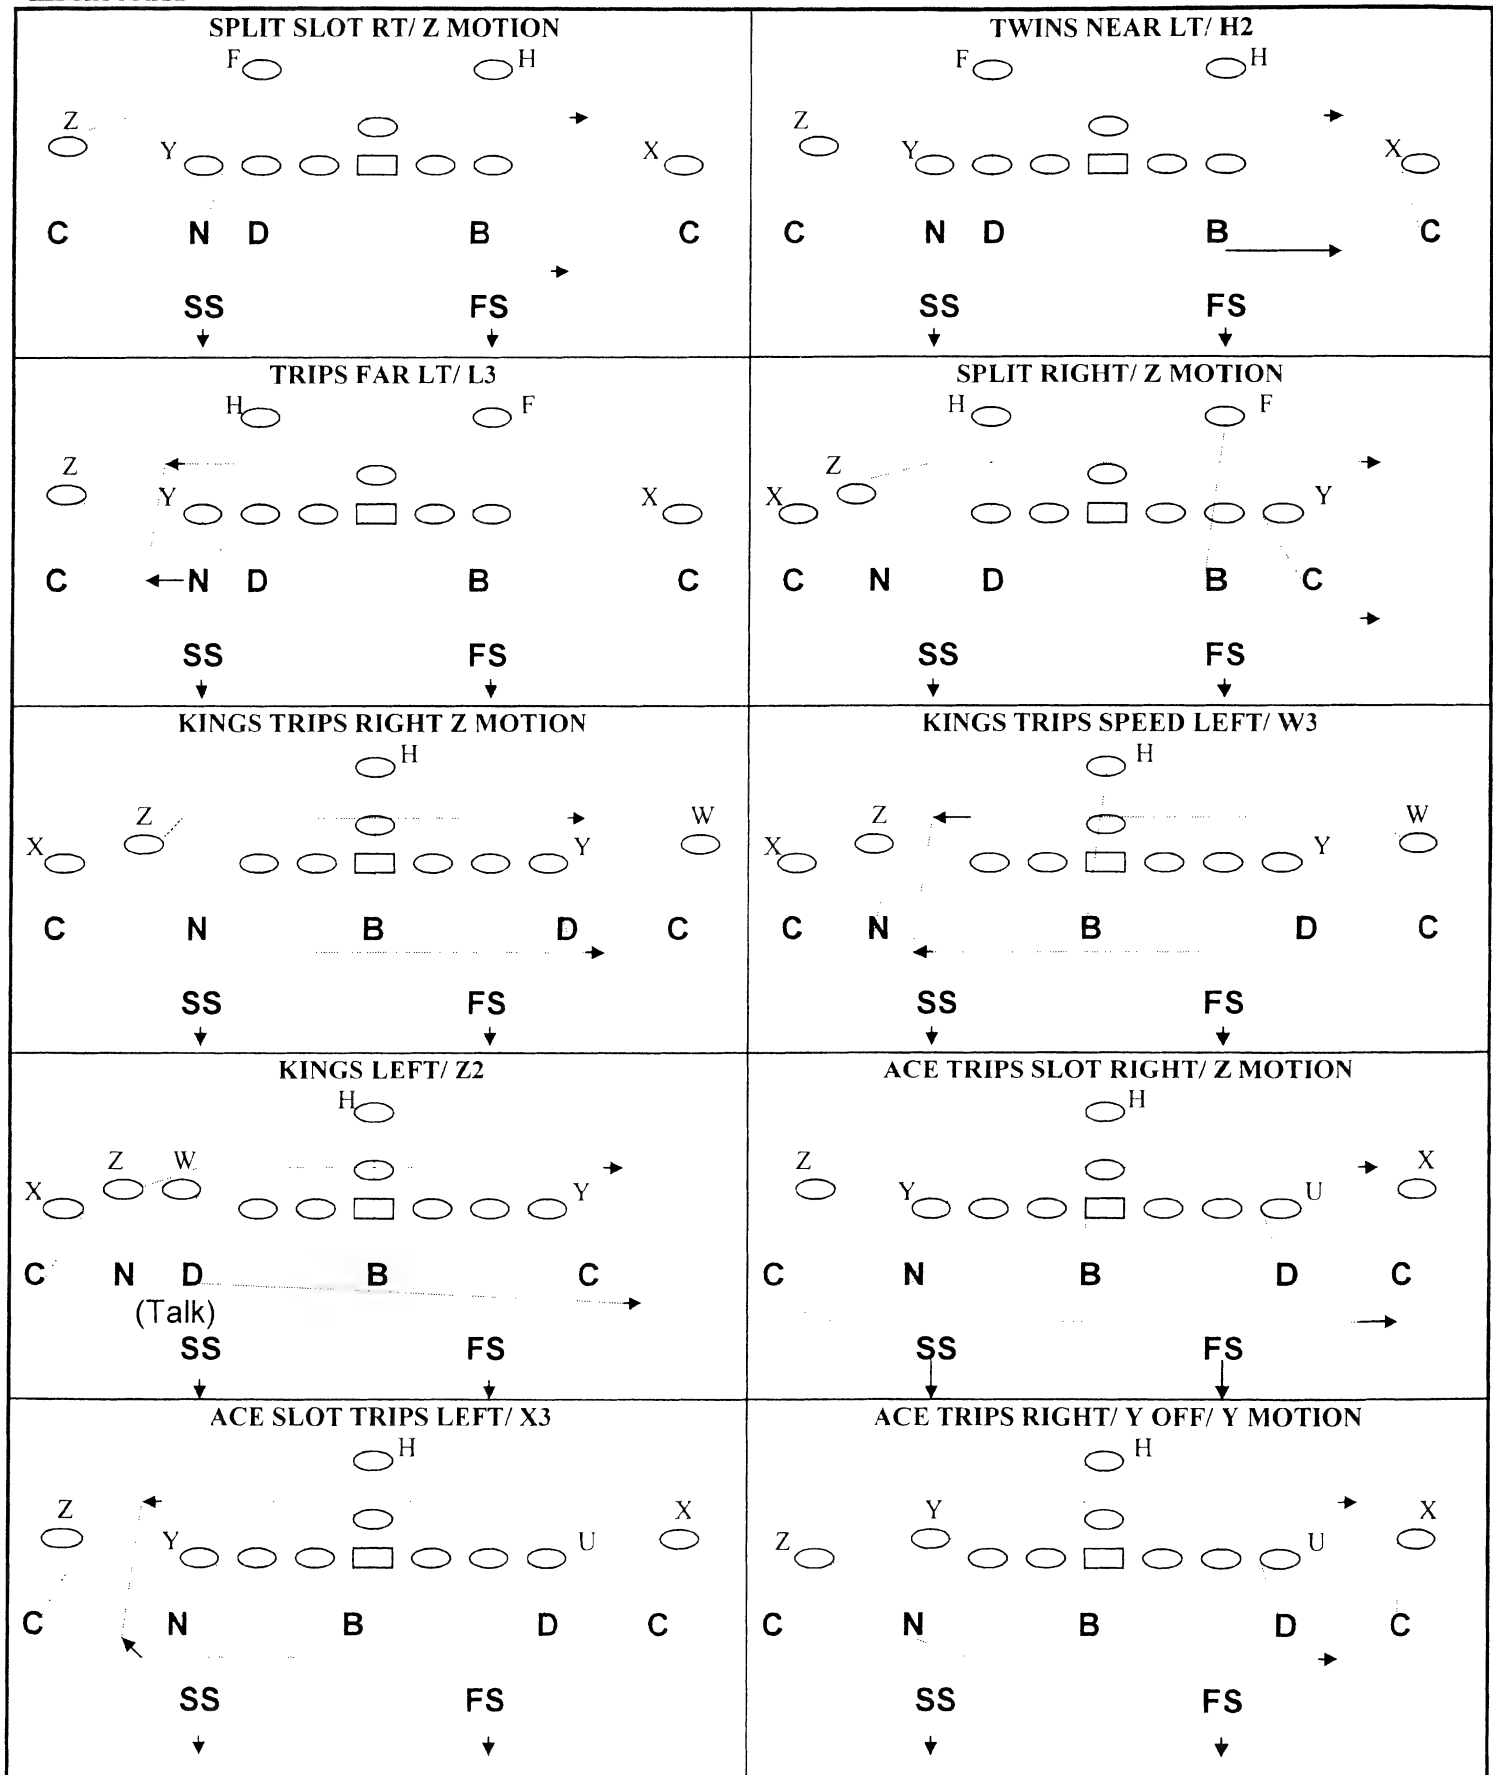 SPLIT SLOT RT/ Z MOTION
F H
Z
Y X
C N D B C
SS FS
TWINS NEAR LT/ H2
F H
Z
Y X
C N D B C
SS FS
TRIPS FAR LT/ L3
H F
Z
Y X
C N D B C
SS FS
SPLIT RIGHT/ Z MOTION
H F
Z
X Y
C N D B C
SS FS
KINGS TRIPS RIGHT Z MOTION
H
Z W
X Y
C N B D C
SS FS
KINGS TRIPS SPEED LEFT/ W3
H
Z W
X Y
C N B D C
SS FS
KINGS LEFT/ Z2
H
Z W
X Y
C N D B C
(Talk)
SS FS
ACE TRIPS SLOT RIGHT/ Z MOTION
H
Z X
Y U
C N B D C
SS FS
ACE SLOT TRIPS LEFT/ X3
H
Z X
Y U
C N B D C
SS FS
ACE TRIPS RIGHT/ Y OFF/ Y MOTION
H
Y X
Z U
C N B D C
SS FS